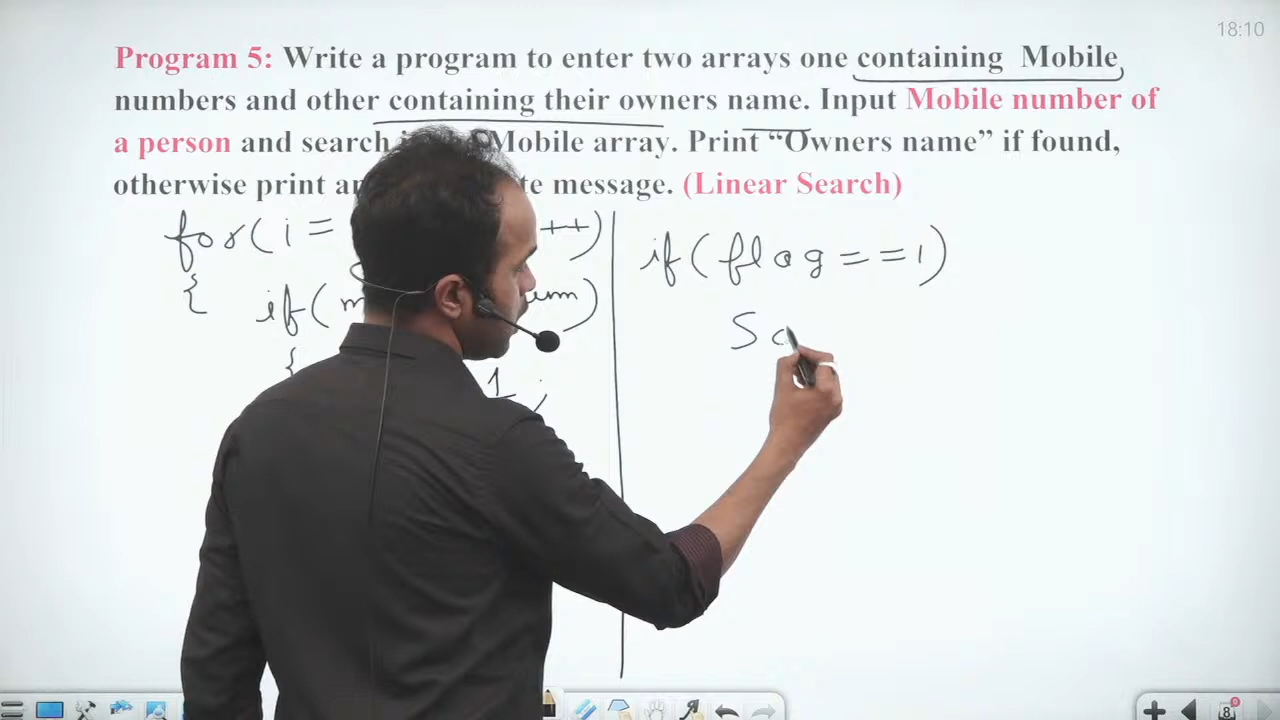 18:10
Program 5: Write a program to enter two arrays one containing Mobile
numbers and other containing their owners name. Input Mobile number of
a person and search Mobile array. Print “Owners name” if found,
otherwise print message. (Linear Search)
for(i = ++)
{
if( )
{
1;
if(flag==1)
8